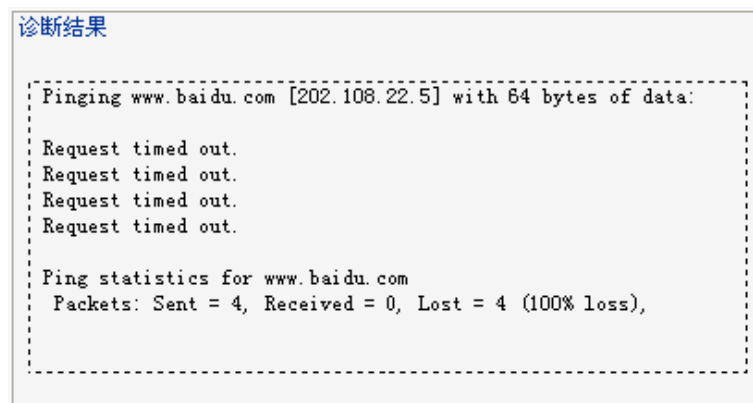 诊断结果
Pinging www.baidu.com [202.108.22.5] with 64 bytes of data:
Request timed out.
Request timed out.
Request timed out.
Request timed out.
Ping statistics for www.baidu.com
Packets: Sent = 4, Received = 0, Lost = 4 (100% loss),